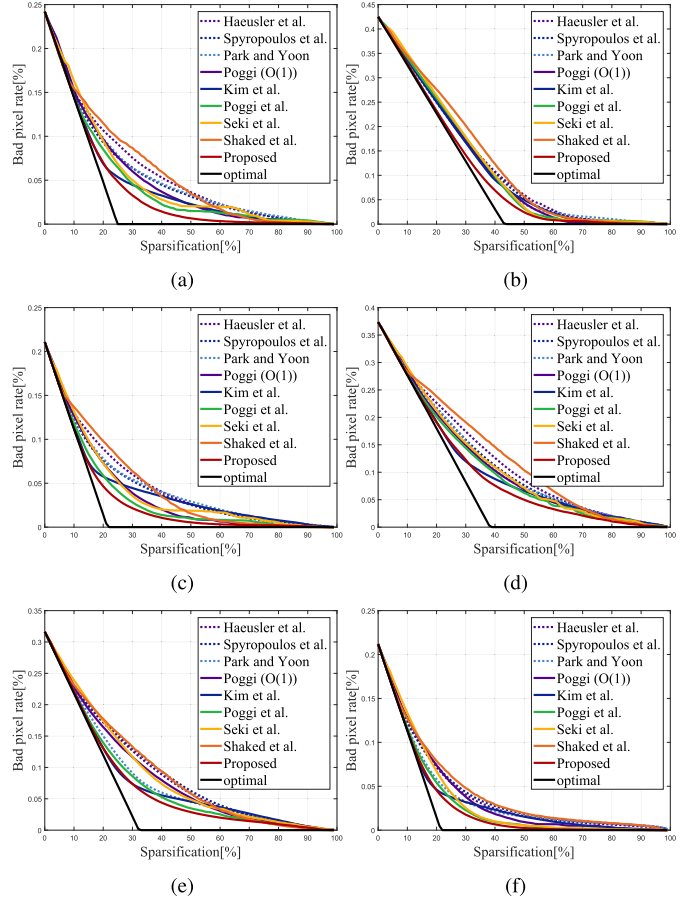 0.25
0.2
0.15
0.1
0.05
0
Bad pixel rate[%]
Haeusler et al.
Spyropoulos et al.
Park and Yoon
Poggi (O(1))
Kim et al.
Poggi et al.
Seki et al.
Shaked et al.
Proposed
optimal
0 10 20 30 40 50 60 70 80 90 100
Sparsification[%]
(a)
0.45
0.4
0.35
0.3
0.25
0.2
0.15
0.1
0.05
0
Bad pixel rate[%]
Haeusler et al.
Spyropoulos et al.
Park and Yoon
Poggi (O(1))
Kim et al.
Poggi et al.
Seki et al.
Shaked et al.
Proposed
optimal
0 10 20 30 40 50 60 70 80 90 100
Sparsification[%]
(b)
0.25
0.2
0.15
0.1
0.05
0
Bad pixel rate[%]
Haeusler et al.
Spyropoulos et al.
Park and Yoon
Poggi (O(1))
Kim et al.
Poggi et al.
Seki et al.
Shaked et al.
Proposed
optimal
0 10 20 30 40 50 60 70 80 90 100
Sparsification[%]
(c)
0.4
0.35
0.3
0.25
0.2
0.15
0.1
0.05
0
Bad pixel rate[%]
Haeusler et al.
Spyropoulos et al.
Park and Yoon
Poggi (O(1))
Kim et al.
Poggi et al.
Seki et al.
Shaked et al.
Proposed
optimal
0 10 20 30 40 50 60 70 80 90 100
Sparsification[%]
(d)
0.35
0.3
0.25
0.2
0.15
0.1
0.05
0
Bad pixel rate[%]
Haeusler et al.
Spyropoulos et al.
Park and Yoon
Poggi (O(1))
Kim et al.
Poggi et al.
Seki et al.
Shaked et al.
Proposed
optimal
0 10 20 30 40 50 60 70 80 90 100
Sparsification[%]
(e)
0.25
0.2
0.15
0.1
0.05
0
Bad pixel rate[%]
Haeusler et al.
Spyropoulos et al.
Park and Yoon
Poggi (O(1))
Kim et al.
Poggi et al.
Seki et al.
Shaked et al.
Proposed
optimal
0 10 20 30 40 50 60 70 80 90 100
Sparsification[%]
(f)